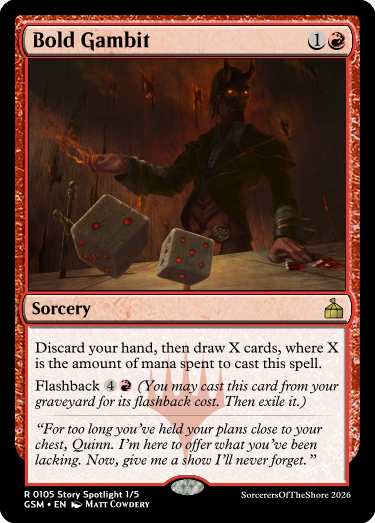 Bold Gambit 1
Sorcery
Discard your hand, then draw X cards, where X
is the amount of mana spent to cast this spell.
Flashback 4 (You may cast this card from your
graveyard for its flashback cost. Then exile it.)
“For too long you’ve held your plans close to your
chest, Quinn. I’m here to offer what you’ve been
lacking. Now, give me a show I’ll never forget.”
R 0105 Story Spotlight 1/5
GSM • EN Matt Cowdery
SorcerersOfTheShore 2026